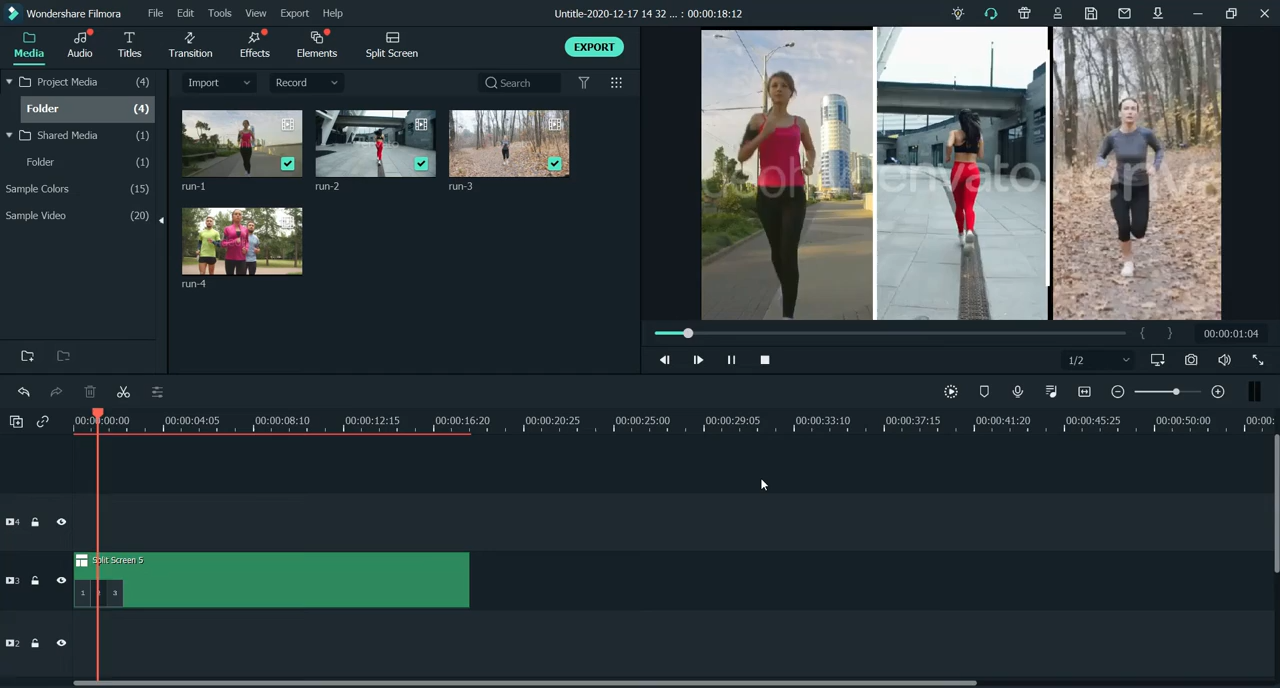 Wondershare Filmora
File
Edit
Tools
View
Export
Help
Untitle-2020-12-17 14 32 ... : 00:00:18:12
Media
Audio
Titles
Transition
Effects
Elements
Split Screen
EXPORT
Project Media (4)
Folder (4)
Shared Media (1)
Folder (1)
Sample Colors (15)
Sample Video (20)
Import
Record
Search
run-1
run-2
run-3
run-4
envato
00:00:01:04
1/2
00:00:00:00
00:00:04:05
00:00:08:10
00:00:12:15
00:00:16:20
00:00:20:25
00:00:25:00
00:00:29:05
00:00:33:10
00:00:37:15
00:00:41:20
00:00:45:25
00:00:50:00
00:00:
4
Split Screen 5
3
1
3
2